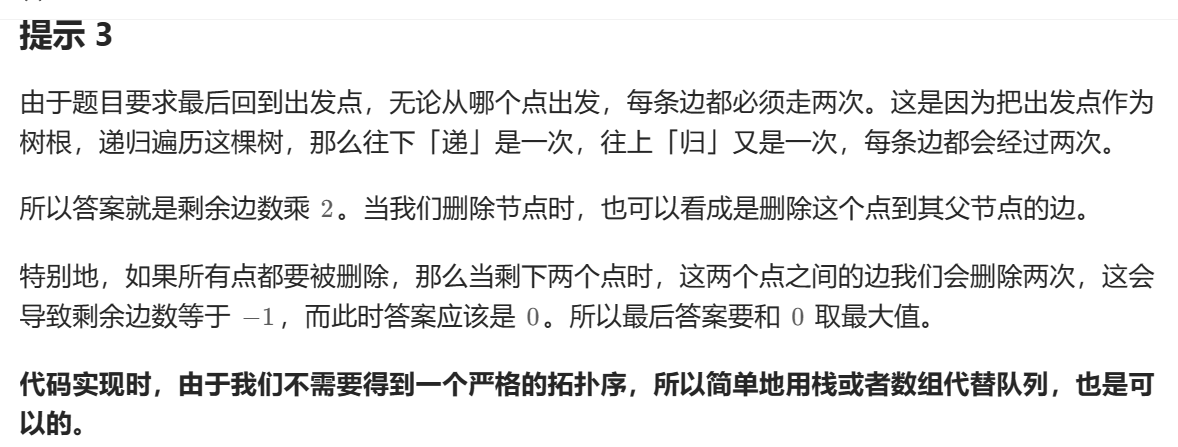 提示 3
由于题目要求最后回到出发点，无论从哪个点出发，每条边都必须走两次。这是因为把出发点作为
树根，递归遍历这棵树，那么往下「递」是一次，往上「归」又是一次，每条边都会经过两次。
所以答案就是剩余边数乘 2。当我们删除节点时，也可以看成是删除这个点到其父节点的边。
特别地，如果所有点都要被删除，那么当剩下两个点时，这两个点之间的边我们会删除两次，这会
导致剩余边数等于 −1，而此时答案应该是 0。所以最后答案要和 0 取最大值。
代码实现时，由于我们不需要得到一个严格的拓扑序，所以简单地用栈或者数组代替队列，也是可
以的。